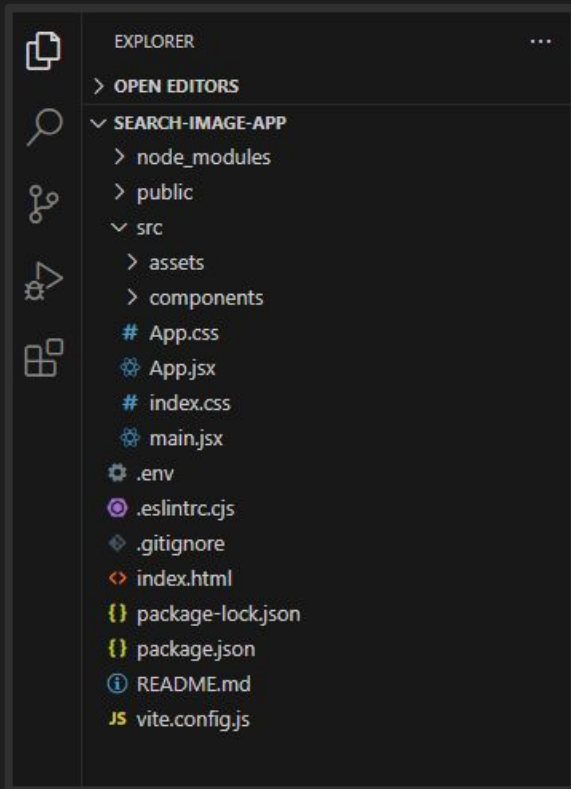 EXPLORER ...
OPEN EDITORS
SEARCH-IMAGE-APP
node_modules
public
src
assets
components
# App.css
App.jsx
# index.css
main.jsx
.env
.eslintrc.cjs
.gitignore
<> index.html
{} package-lock.json
{} package.json
README.md
JS vite.config.js